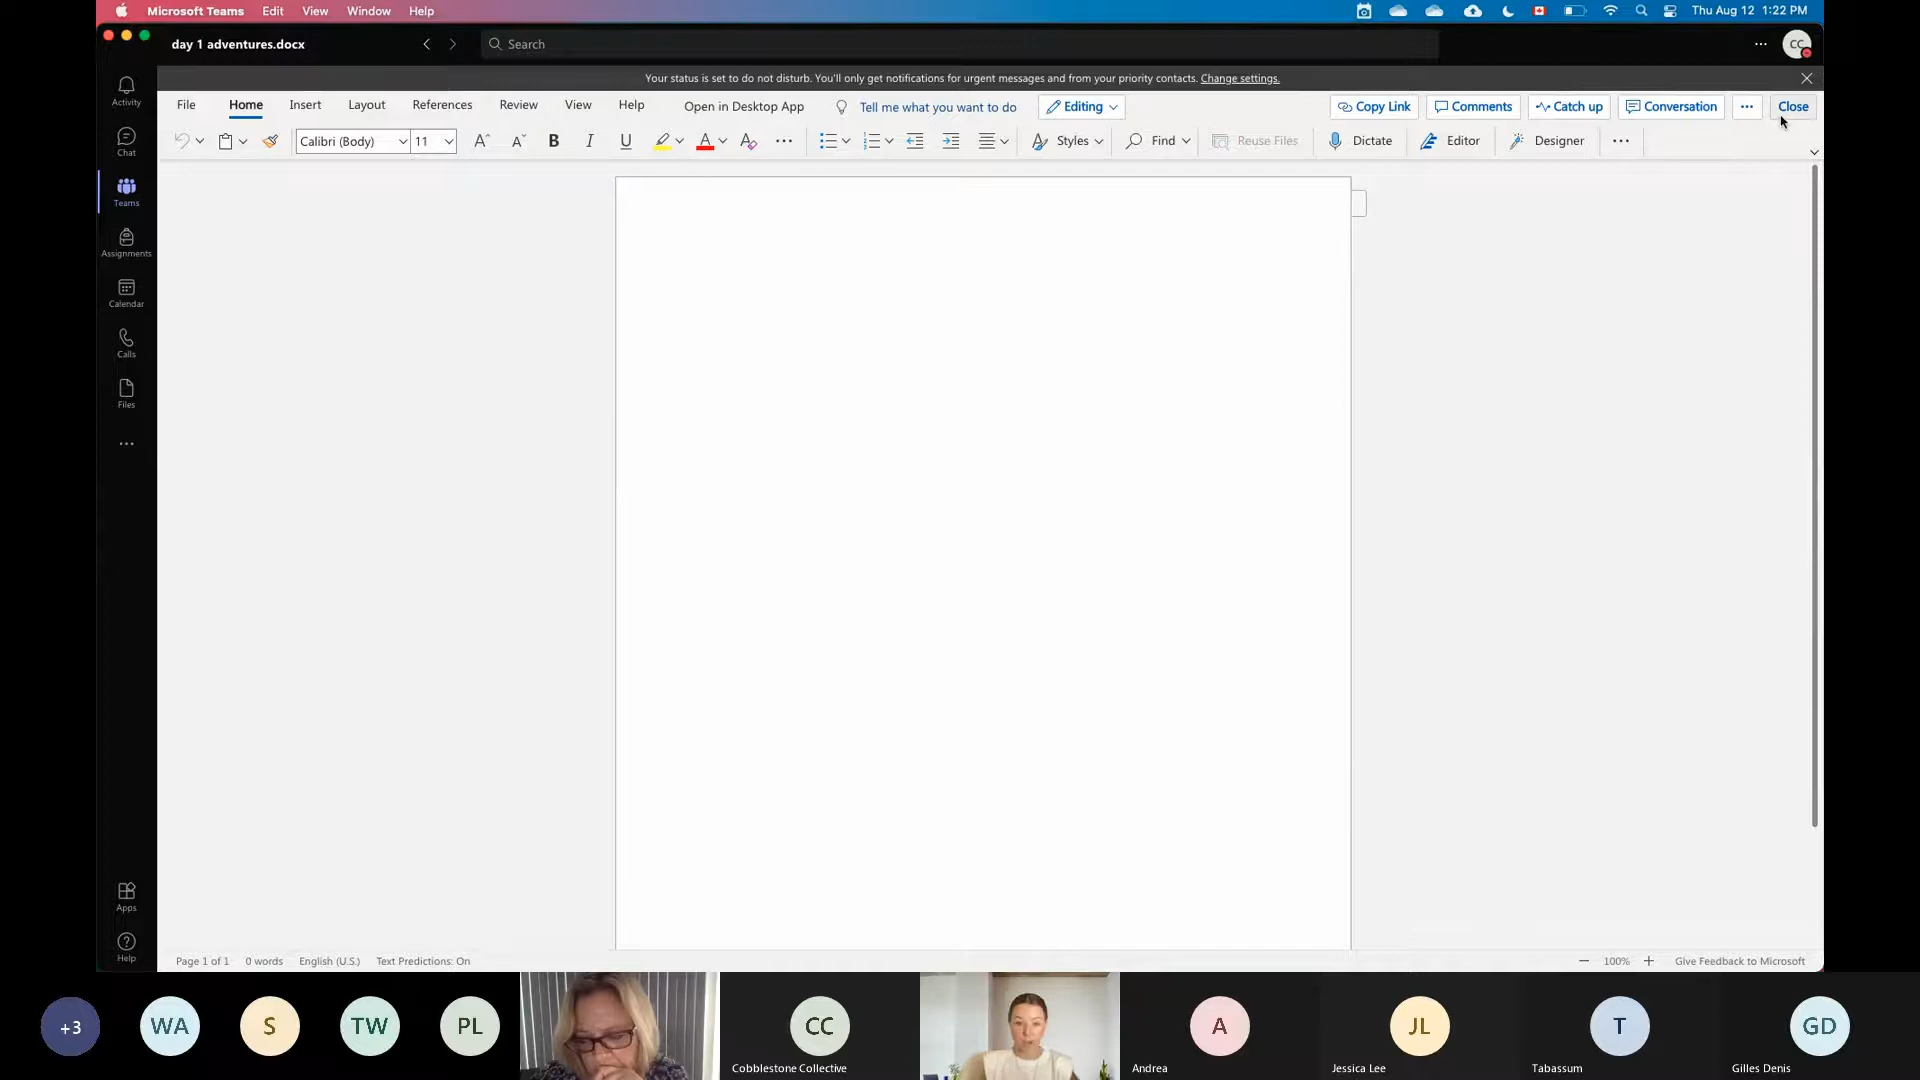 Microsoft Teams Edit View Window Help Thu Aug 12 1:22 PM
day 1 adventures.docx Search CC
Your status is set to do not disturb. You'll only get notifications for urgent messages and from your priority contacts. Change settings.
Activity
File Home Insert Layout References Review View Help Open in Desktop App Tell me what you want to do Editing Copy Link Comments Catch up Conversation Close
Calibri (Body) 11 B I U A Styles Find Reuse Files Dictate Editor Designer
Chat
Teams
Assignments
Calendar
Calls
Files
Apps
Help
Page 1 of 1 0 words English (U.S.) Text Predictions: On 100% Give Feedback to Microsoft
+3 WA S TW PL CC A JL T GD
Cobblestone Collective Andrea Jessica Lee Tabassum Gilles Denis